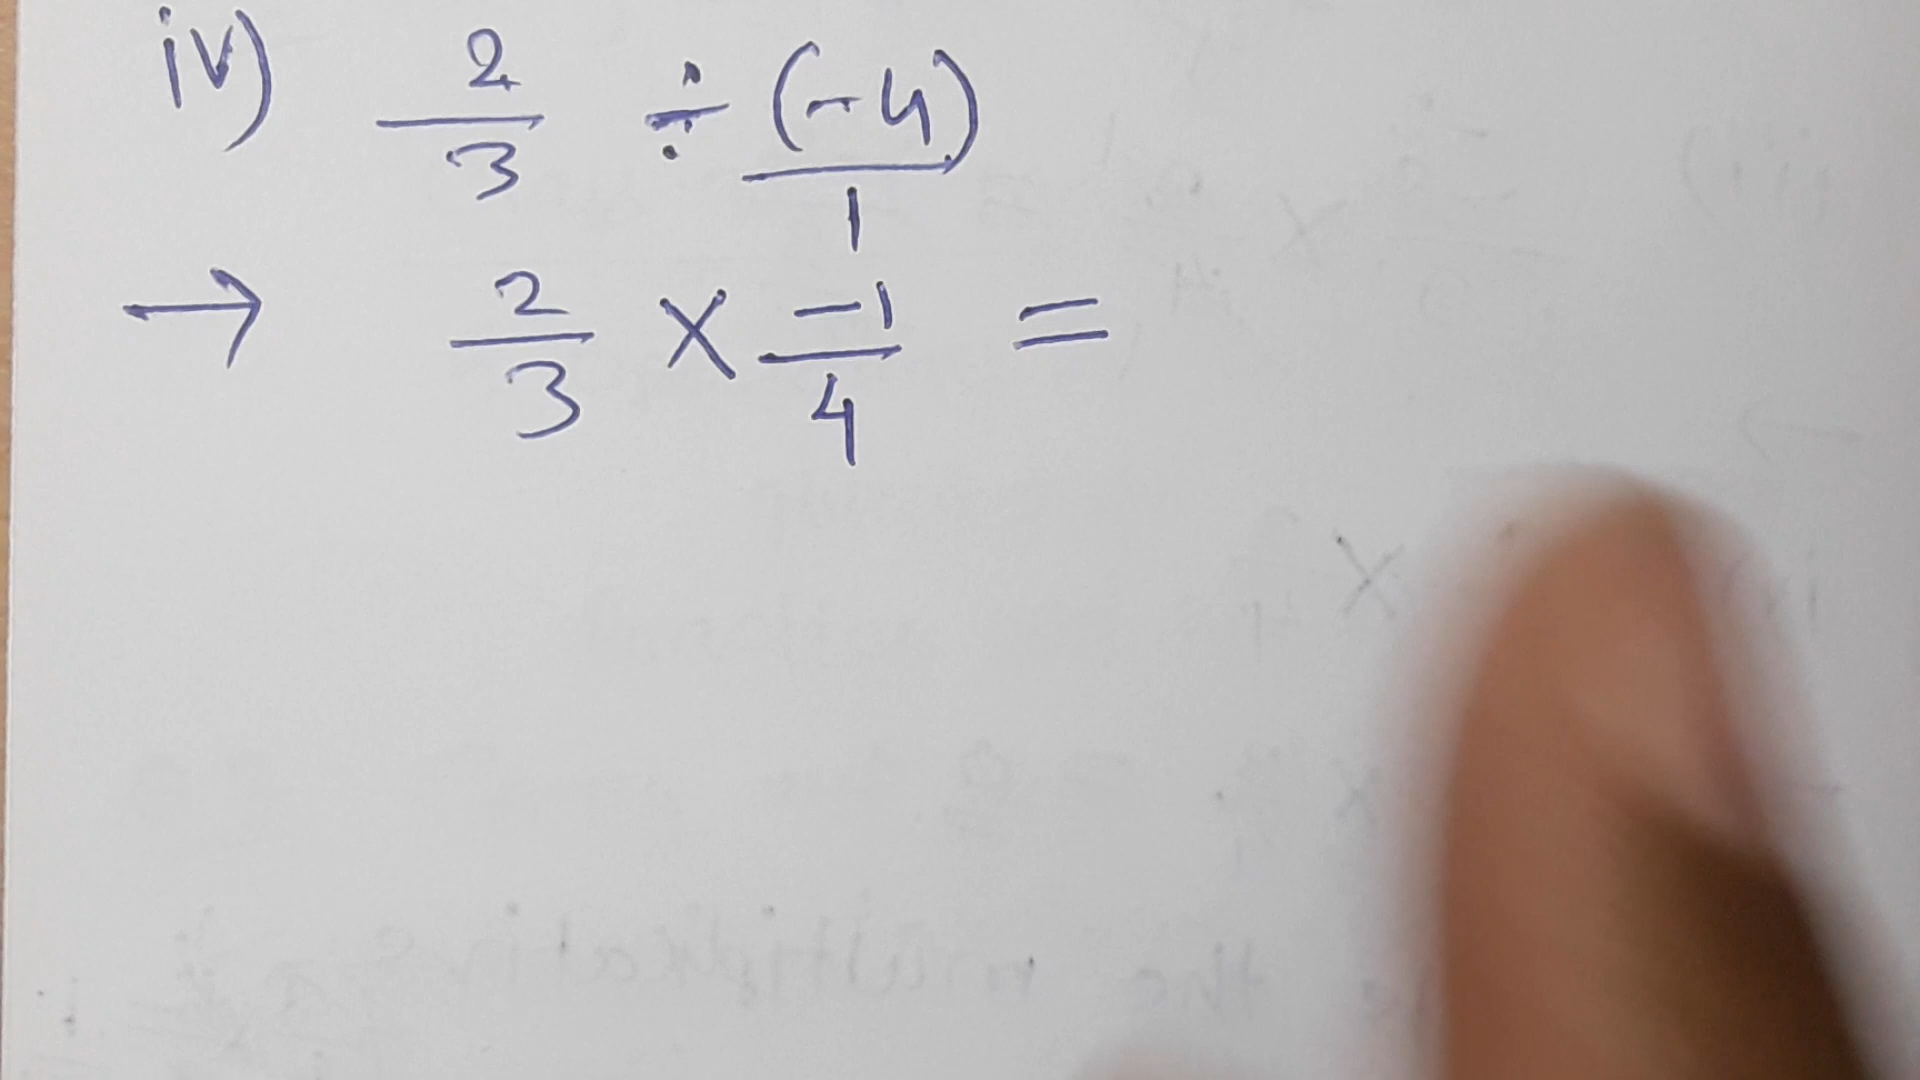 iv) 2/3 ÷ (-4)/1
→ 2/3 × -1/4 =